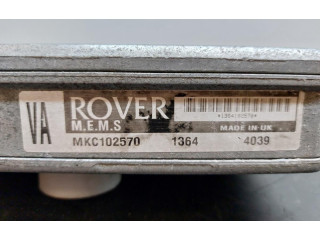 VA
ROVER
M.E.M.S
MADE IN UK
MKC102570 1364 4039